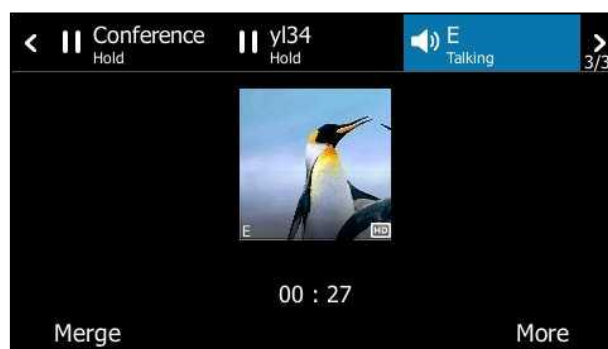 Conference
Hold
yl34
Hold
E
Talking
3/3
E
HD
00 : 27
Merge
More